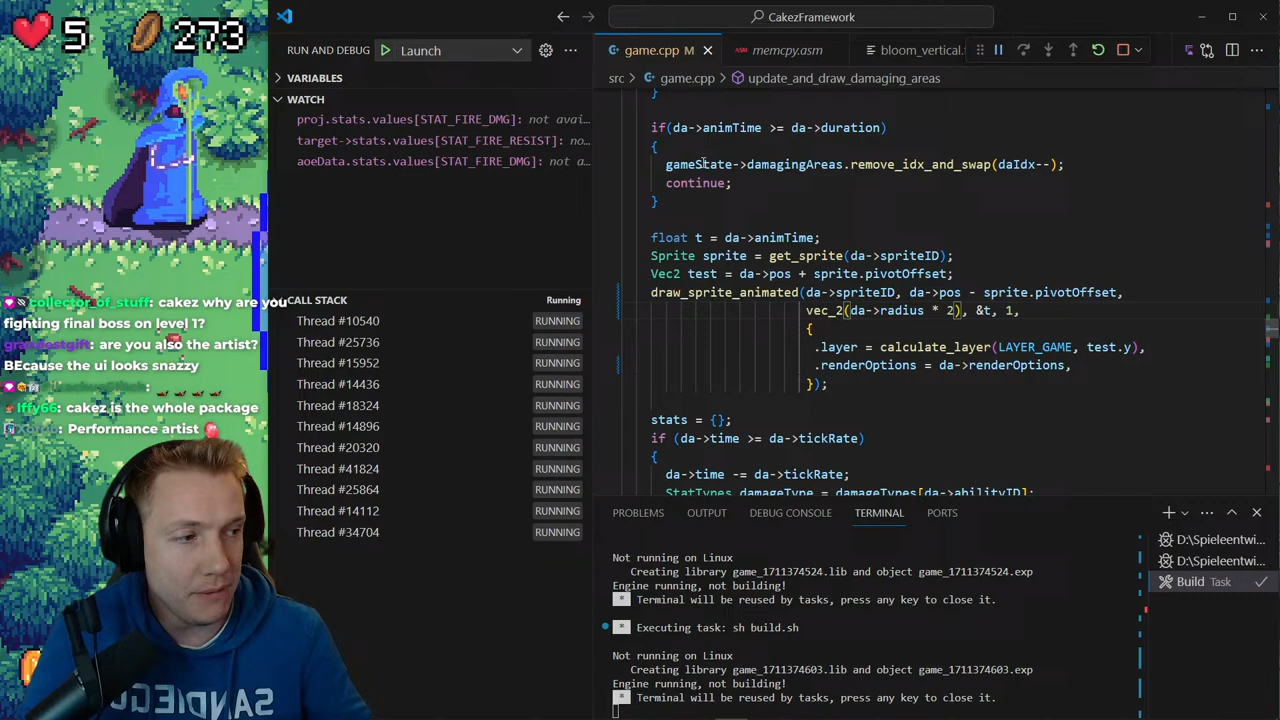 5
273
collector_of_stuff: cakez why are you
fighting final boss on level 1?
grandestgift: are you also the artist?
BEcause the ui looks snazzy
Iffy66: cakez is the whole package
: Performance artist
SANDIEGO
CakezFramework
RUN AND DEBUG
Launch
VARIABLES
WATCH
proj.stats.values[STAT_FIRE_DMG]: not avai…
target->stats.values[STAT_FIRE_RESIST]: no…
aoeData.stats.values[STAT_FIRE_DMG]: not a…
CALL STACK
Running
Thread #10540 RUNNING
Thread #25736 RUNNING
Thread #15952 RUNNING
Thread #14436 RUNNING
Thread #18324 RUNNING
Thread #14896 RUNNING
Thread #20320 RUNNING
Thread #41824 RUNNING
Thread #25864 RUNNING
Thread #14112 RUNNING
Thread #34704 RUNNING
game.cpp M
ASM memcpy.asm
bloom_vertical.
src > game.cpp > update_and_draw_damaging_areas
}
if(da->animTime >= da->duration)
{
gameState->damagingAreas.remove_idx_and_swap(daIdx--);
continue;
}
float t = da->animTime;
Sprite sprite = get_sprite(da->spriteID);
Vec2 test = da->pos + sprite.pivotOffset;
draw_sprite_animated(da->spriteID, da->pos - sprite.pivotOffset,
vec_2(da->radius * 2), &t, 1,
{
.layer = calculate_layer(LAYER_GAME, test.y),
.renderOptions = da->renderOptions,
});
stats = {};
if (da->time >= da->tickRate)
{
da->time -= da->tickRate;
StatTypes damageType = damageTypes[da->abilityID];
PROBLEMS OUTPUT DEBUG CONSOLE TERMINAL PORTS
Not running on Linux
Creating library game_1711374524.lib and object game_1711374524.exp
Engine running, not building!
* Terminal will be reused by tasks, press any key to close it.
* Executing task: sh build.sh
Not running on Linux
Creating library game_1711374603.lib and object game_1711374603.exp
Engine running, not building!
* Terminal will be reused by tasks, press any key to close it.
D:\Spieleentwi...
D:\Spieleentwi...
Build Task